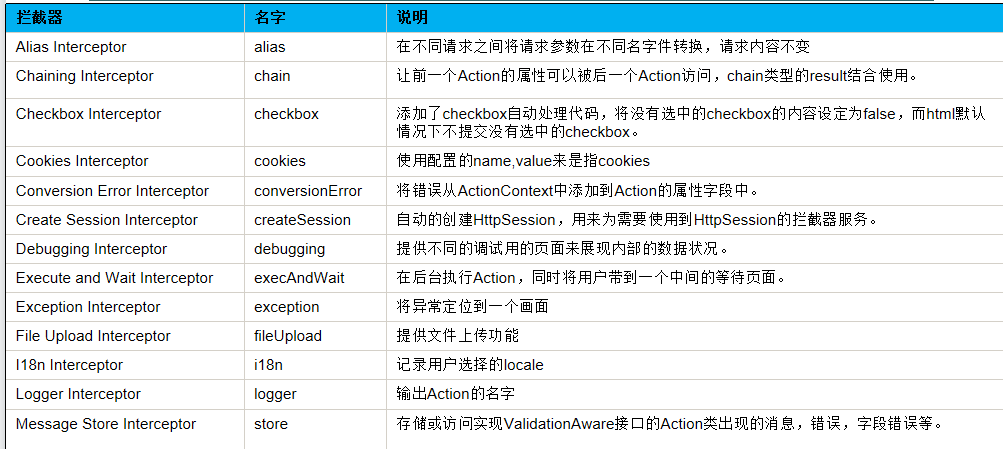 拦截器 名字 说明
Alias Interceptor alias 在不同请求之间将请求参数在不同名字件转换，请求内容不变
Chaining Interceptor chain 让前一个Action的属性可以被后一个Action访问，chain类型的result结合使用。
Checkbox Interceptor checkbox 添加了checkbox自动处理代码，将没有选中的checkbox的内容设定为false，而html默认
情况下不提交没有选中的checkbox。
Cookies Interceptor cookies 使用配置的name,value来是指cookies
Conversion Error Interceptor conversionError 将错误从ActionContext中添加到Action的属性字段中。
Create Session Interceptor createSession 自动的创建HttpSession，用来为需要使用到HttpSession的拦截器服务。
Debugging Interceptor debugging 提供不同的调试用的页面来展现内部的数据状况。
Execute and Wait Interceptor execAndWait 在后台执行Action，同时将用户带到一个中间的等待页面。
Exception Interceptor exception 将异常定位到一个画面
File Upload Interceptor fileUpload 提供文件上传功能
I18n Interceptor i18n 记录用户选择的locale
Logger Interceptor logger 输出Action的名字
Message Store Interceptor store 存储或访问实现ValidationAware接口的Action类出现的消息，错误，字段错误等。